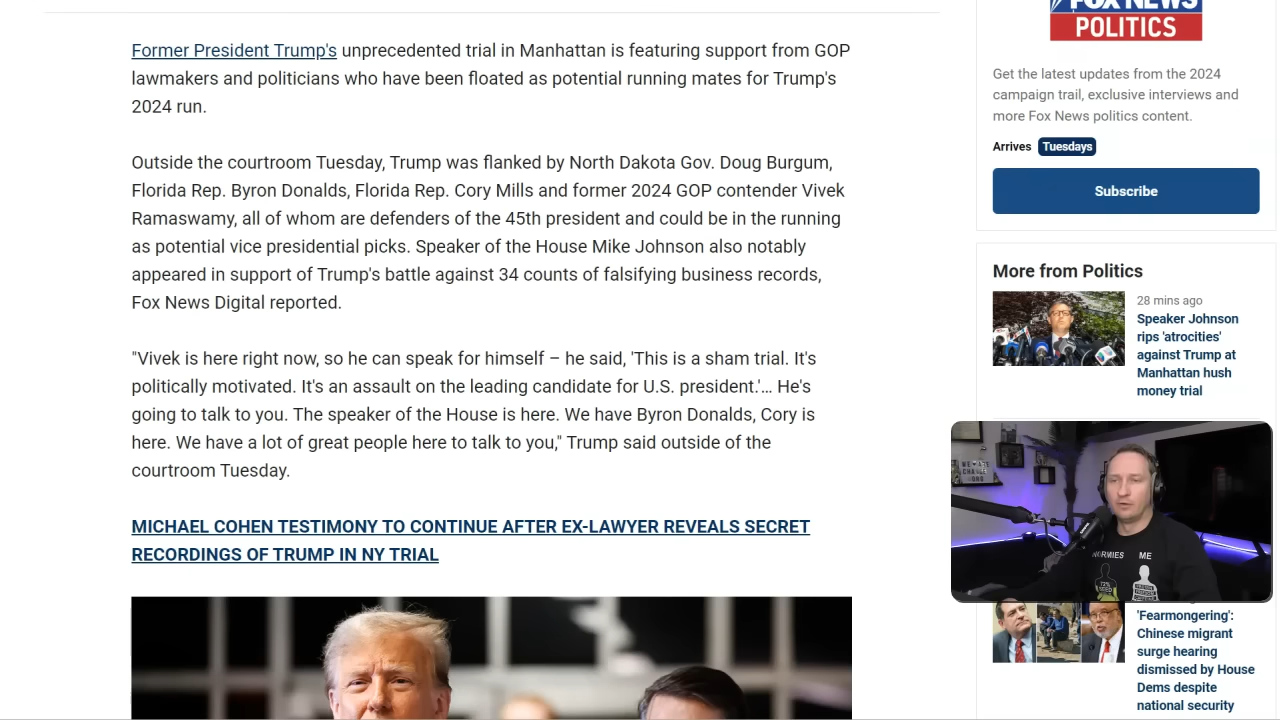 Former President Trump's unprecedented trial in Manhattan is featuring support from GOP
lawmakers and politicians who have been floated as potential running mates for Trump's
2024 run.
Outside the courtroom Tuesday, Trump was flanked by North Dakota Gov. Doug Burgum,
Florida Rep. Byron Donalds, Florida Rep. Cory Mills and former 2024 GOP contender Vivek
Ramaswamy, all of whom are defenders of the 45th president and could be in the running
as potential vice presidential picks. Speaker of the House Mike Johnson also notably
appeared in support of Trump's battle against 34 counts of falsifying business records,
Fox News Digital reported.
"Vivek is here right now, so he can speak for himself – he said, 'This is a sham trial. It's
politically motivated. It's an assault on the leading candidate for U.S. president.'… He's
going to talk to you. The speaker of the House is here. We have Byron Donalds, Cory is
here. We have a lot of great people here to talk to you," Trump said outside of the
courtroom Tuesday.
MICHAEL COHEN TESTIMONY TO CONTINUE AFTER EX-LAWYER REVEALS SECRET
RECORDINGS OF TRUMP IN NY TRIAL
FOX NEWS
POLITICS
Get the latest updates from the 2024
campaign trail, exclusive interviews and
more Fox News politics content.
Arrives Tuesdays
Subscribe
More from Politics
28 mins ago
Speaker Johnson
rips 'atrocities'
against Trump at
Manhattan hush
money trial
WE ARE
CHANGE
NORMIES ME
'Fearmongering':
Chinese migrant
surge hearing
dismissed by House
Dems despite
national security